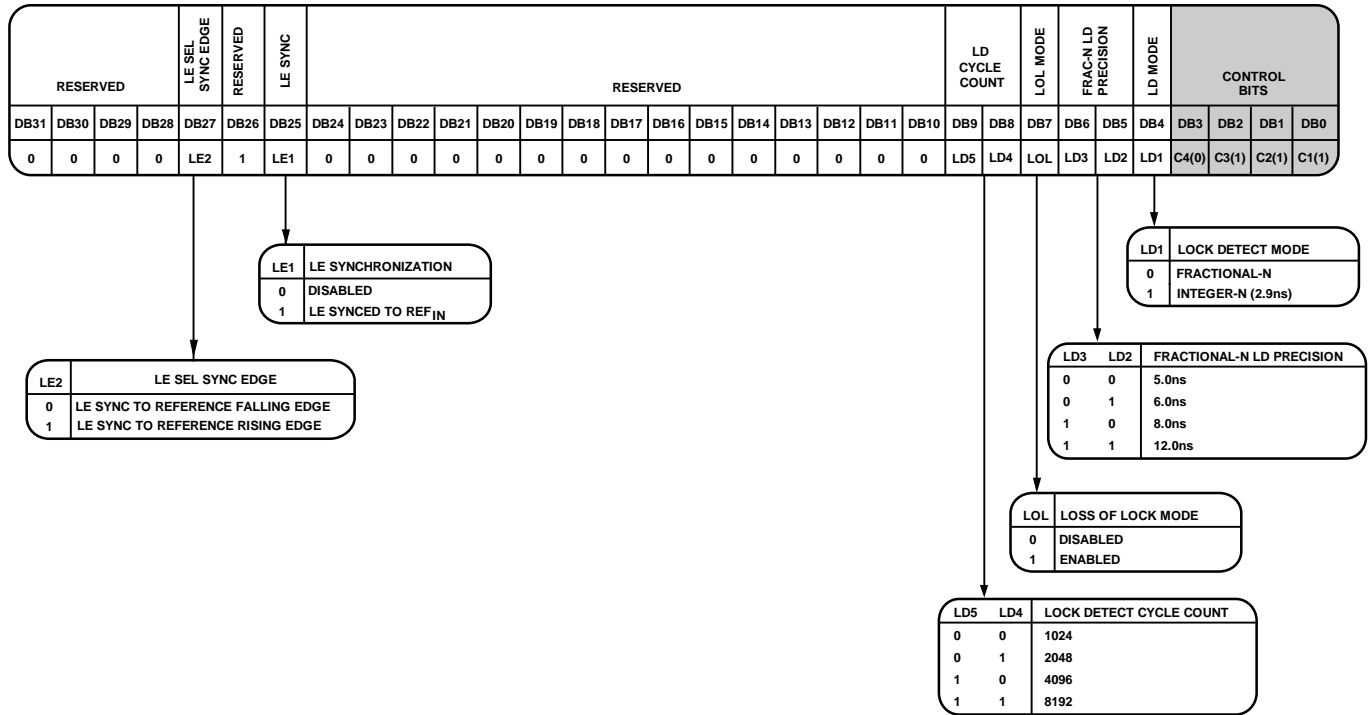 RESERVED LE SEL SYNC EDGE RESERVED LE SYNC RESERVED LD CYCLE COUNT LOL MODE FRAC-N LD PRECISION LD MODE CONTROL BITS
DB31 DB30 DB29 DB28 DB27 DB26 DB25 DB24 DB23 DB22 DB21 DB20 DB19 DB18 DB17 DB16 DB15 DB14 DB13 DB12 DB11 DB10 DB9 DB8 DB7 DB6 DB5 DB4 DB3 DB2 DB1 DB0
0 0 0 0 LE2 1 LE1 0 0 0 0 0 0 0 0 0 0 0 0 0 0 0 LD5 LD4 LOL LD3 LD2 LD1 C4(0) C3(1) C2(1) C1(1)
LE1 LE SYNCHRONIZATION
0 DISABLED
1 LE SYNCED TO REFIN
LD1 LOCK DETECT MODE
0 FRACTIONAL-N
1 INTEGER-N (2.9ns)
LE2 LE SEL SYNC EDGE
0 LE SYNC TO REFERENCE FALLING EDGE
1 LE SYNC TO REFERENCE RISING EDGE
LD3 LD2 FRACTIONAL-N LD PRECISION
0 0 5.0ns
0 1 6.0ns
1 0 8.0ns
1 1 12.0ns
LOL LOSS OF LOCK MODE
0 DISABLED
1 ENABLED
LD5 LD4 LOCK DETECT CYCLE COUNT
0 0 1024
0 1 2048
1 0 4096
1 1 8192